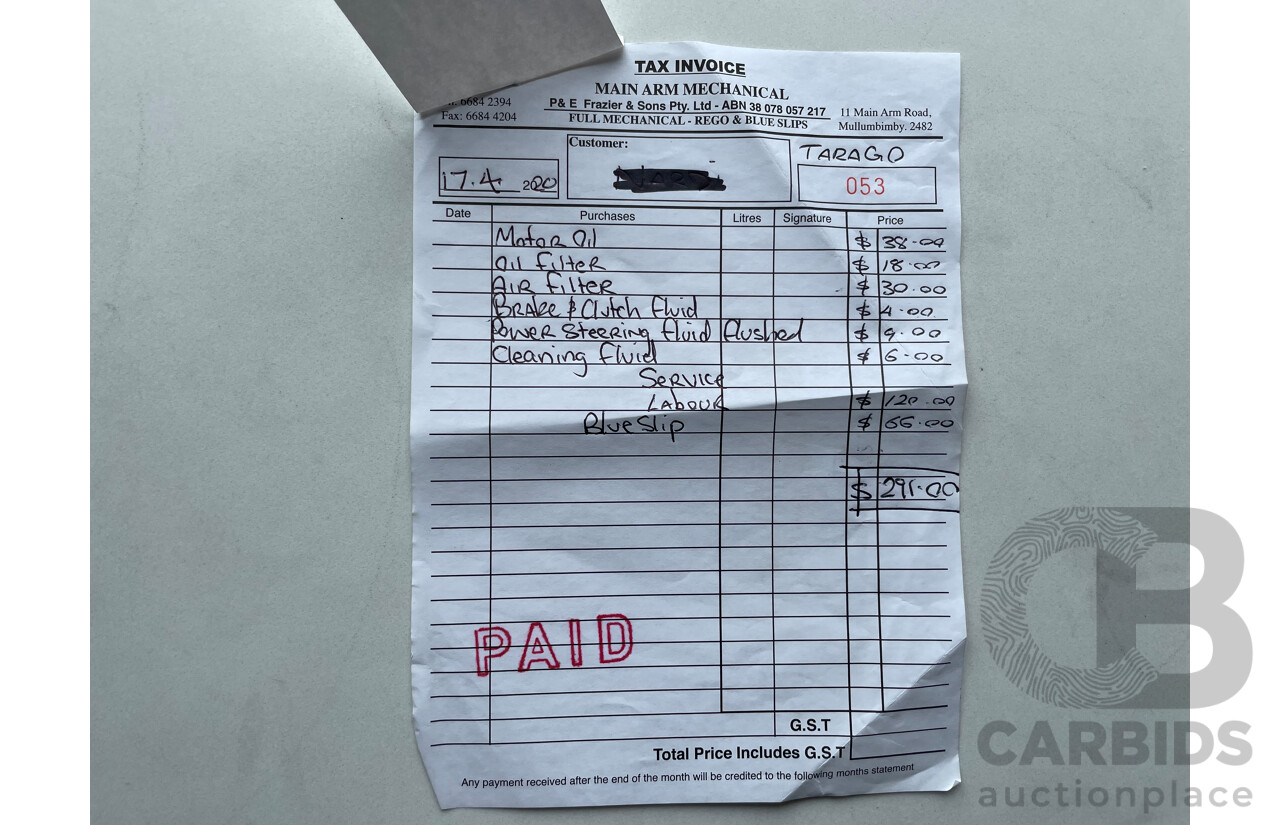 TAX INVOICE
MAIN ARM MECHANICAL
6684 2394
P & E Frazier & Sons Pty. Ltd - ABN 38 078 057 217
11 Main Arm Road,
Fax: 6684 4204
FULL MECHANICAL - REGO & BLUE SLIPS
Mullumbimby. 2482
Customer:
TARAGO
17.4 2020
053
Date Purchases Litres Signature Price
Motor Oil $ 38.00
Oil Filter $ 18.00
Air Filter $ 30.00
Brake & Clutch Fluid $ 4.00
Power Steering Fluid Flushed $ 9.00
Cleaning Fluid $ 6.00
Service
Labour $ 120.00
Blue Slip $ 66.00
$ 291.00
PAID
G.S.T
Total Price Includes G.S.T
Any payment received after the end of the month will be credited to the following months statement
CB
CARBIDS
auctionplace